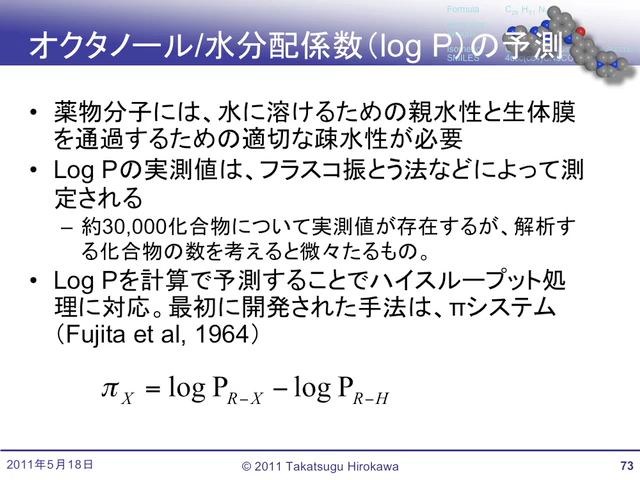 Formula C29 H31 N
オクタノール/水分配係数（log P）の予測
SMILES
• 薬物分子には、水に溶けるための親水性と生体膜
を通過するための適切な疎水性が必要
• Log Pの実測値は、フラスコ振とう法などによって測
定される
– 約30,000化合物について実測値が存在するが、解析す
る化合物の数を考えると微々たるもの。
• Log Pを計算で予測することでハイスループット処
理に対応。最初に開発された手法は、πシステム
（Fujita et al, 1964）
π_X = log P_{R−X} − log P_{R−H}
2011年5月18日
© 2011 Takatsugu Hirokawa
73